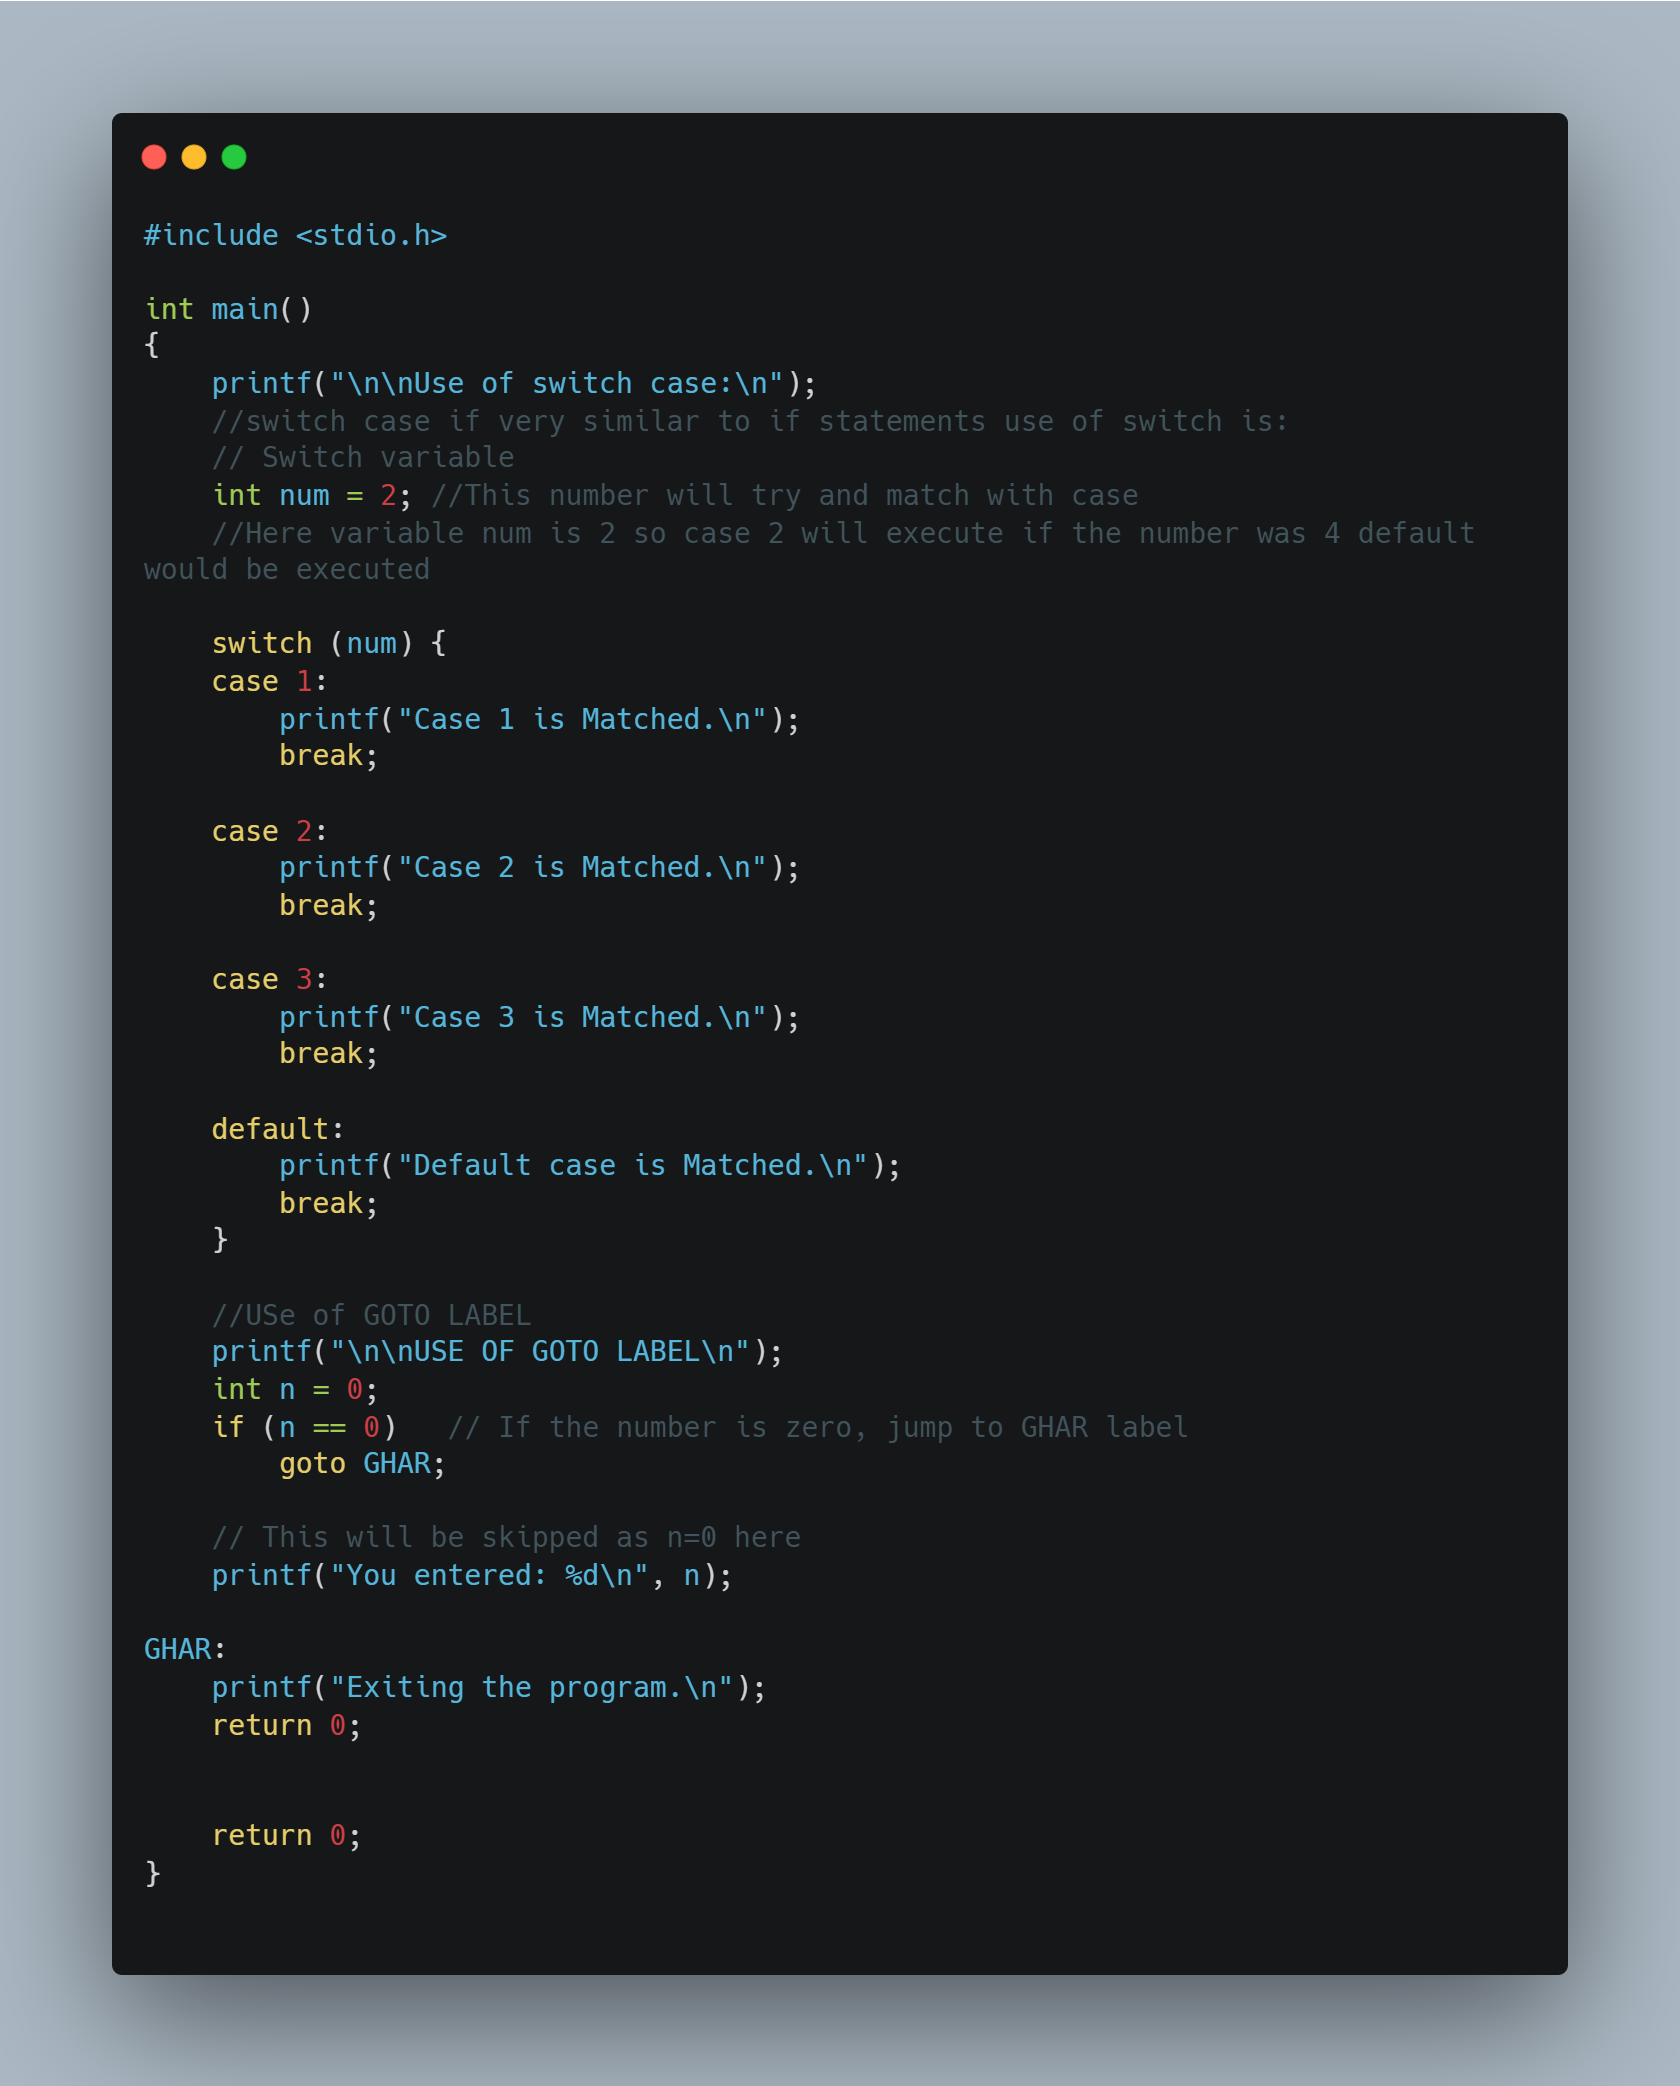 #include <stdio.h>
int main()
{
printf("\n\nUse of switch case:\n");
//switch case if very similar to if statements use of switch is:
// Switch variable
int num = 2; //This number will try and match with case
//Here variable num is 2 so case 2 will execute if the number was 4 default
would be executed
switch (num) {
case 1:
printf("Case 1 is Matched.\n");
break;
case 2:
printf("Case 2 is Matched.\n");
break;
case 3:
printf("Case 3 is Matched.\n");
break;
default:
printf("Default case is Matched.\n");
break;
}
//USe of GOTO LABEL
printf("\n\nUSE OF GOTO LABEL\n");
int n = 0;
if (n == 0)   // If the number is zero, jump to GHAR label
goto GHAR;
// This will be skipped as n=0 here
printf("You entered: %d\n", n);
GHAR:
printf("Exiting the program.\n");
return 0;
return 0;
}